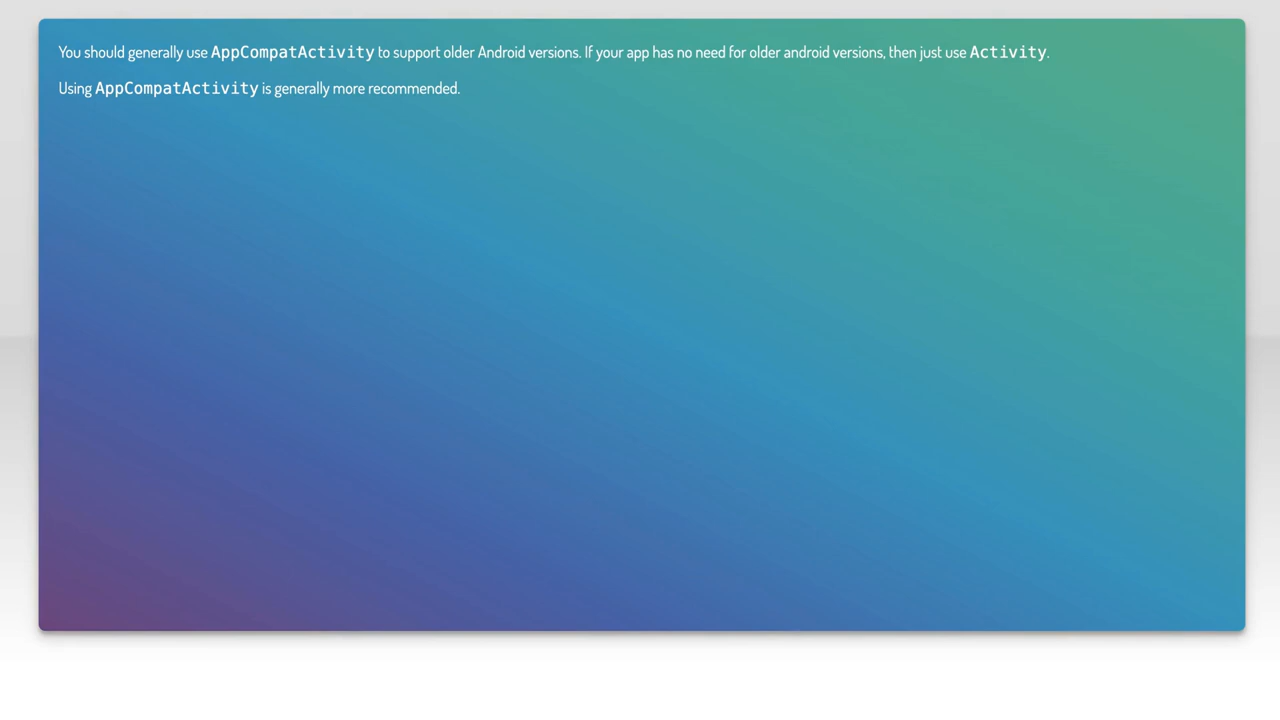 You should generally use AppCompatActivity to support older Android versions. If your app has no need for older android versions, then just use Activity.
Using AppCompatActivity is generally more recommended.